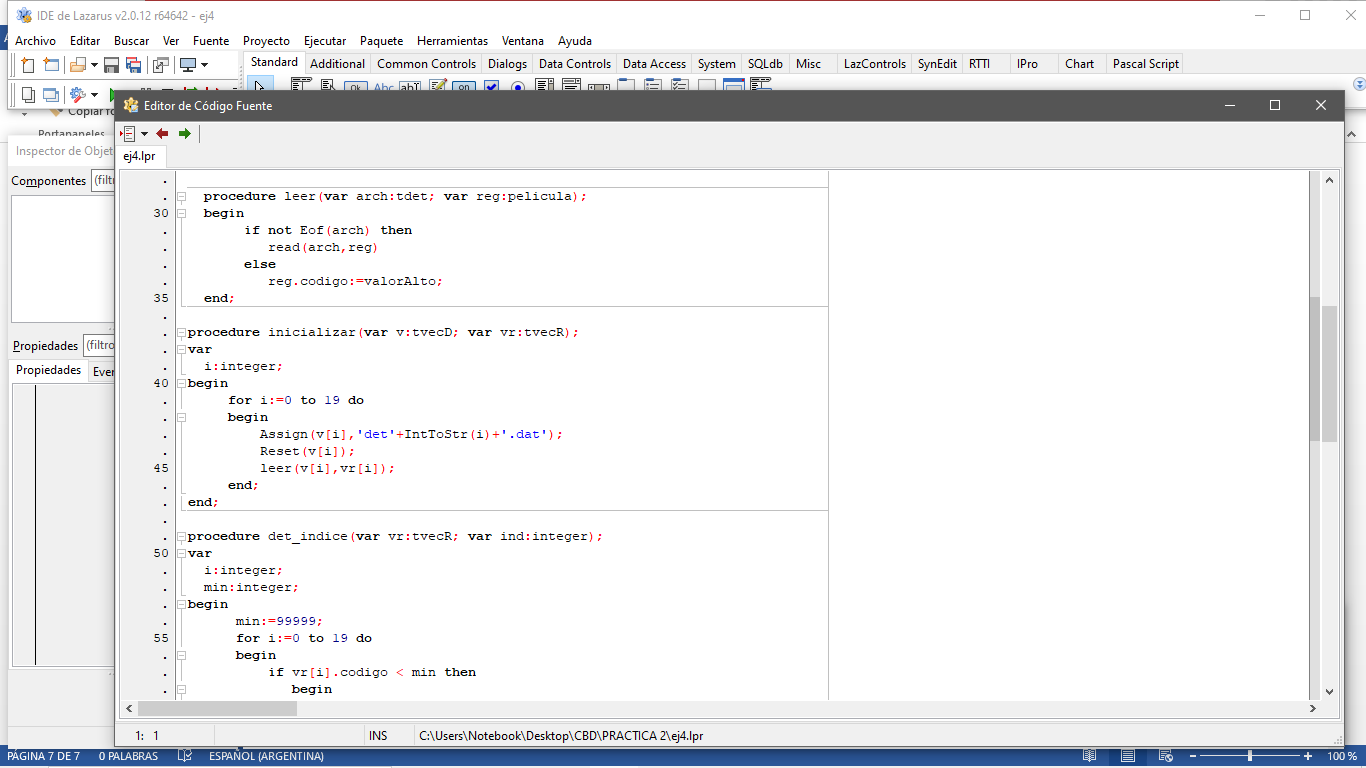 IDE de Lazarus v2.0.12 r64642 - ej4
Archivo Editar Buscar Ver Fuente Proyecto Ejecutar Paquete Herramientas Ventana Ayuda
Standard Additional Common Controls Dialogs Data Controls Data Access System SQLdb Misc LazControls SynEdit RTTI IPro Chart Pascal Script
Ok Abc
Copiar
Editor de Código Fuente
Portapapeles
Inspector de Objet
ej4.lpr
Componentes (filtro
procedure leer(var arch:tdet; var reg:pelicula);
30 begin
if not Eof(arch) then
read(arch,reg)
else
reg.codigo:=valorAlto;
35 end;
procedure inicializar(var v:tvecD; var vr:tvecR);
Propiedades (filtro
var
i:integer;
Propiedades Ever
40 begin
for i:=0 to 19 do
begin
Assign(v[i],'det'+IntToStr(i)+'.dat');
Reset(v[i]);
45 leer(v[i],vr[i]);
end;
end;
procedure det_indice(var vr:tvecR; var ind:integer);
50 var
i:integer;
min:integer;
begin
min:=99999;
55 for i:=0 to 19 do
begin
if vr[i].codigo < min then
begin
1: 1 INS C:\Users\Notebook\Desktop\CBD\PRACTICA 2\ej4.lpr
PÁGINA 7 DE 7 0 PALABRAS ESPAÑOL (ARGENTINA) 100 %